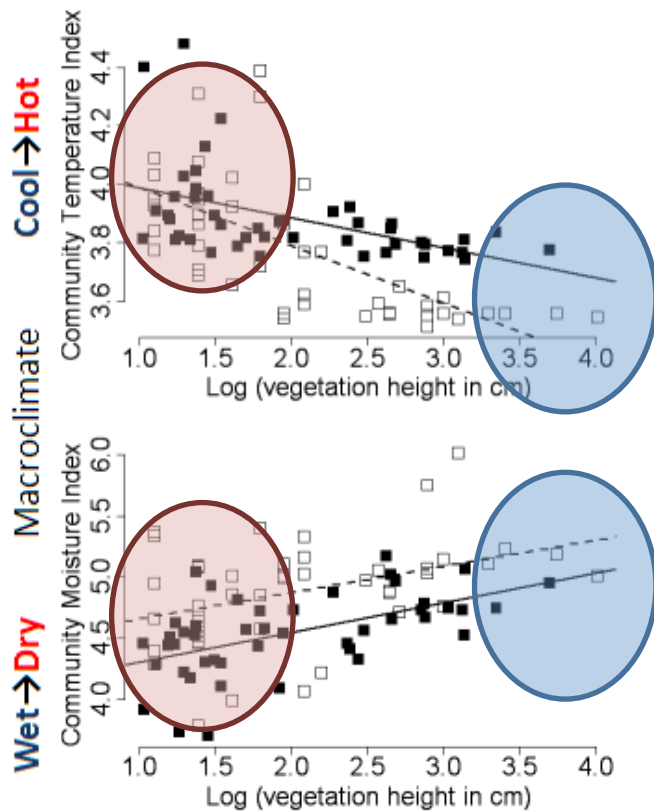 Cool→Hot
Community Temperature Index
4.4
4.2
4.0
3.8
3.6
1.0 1.5 2.0 2.5 3.0 3.5 4.0
Log (vegetation height in cm)
Macroclimate
Wet→Dry
Community Moisture Index
6.0
5.5
5.0
4.5
4.0
1.0 1.5 2.0 2.5 3.0 3.5 4.0
Log (vegetation height in cm)